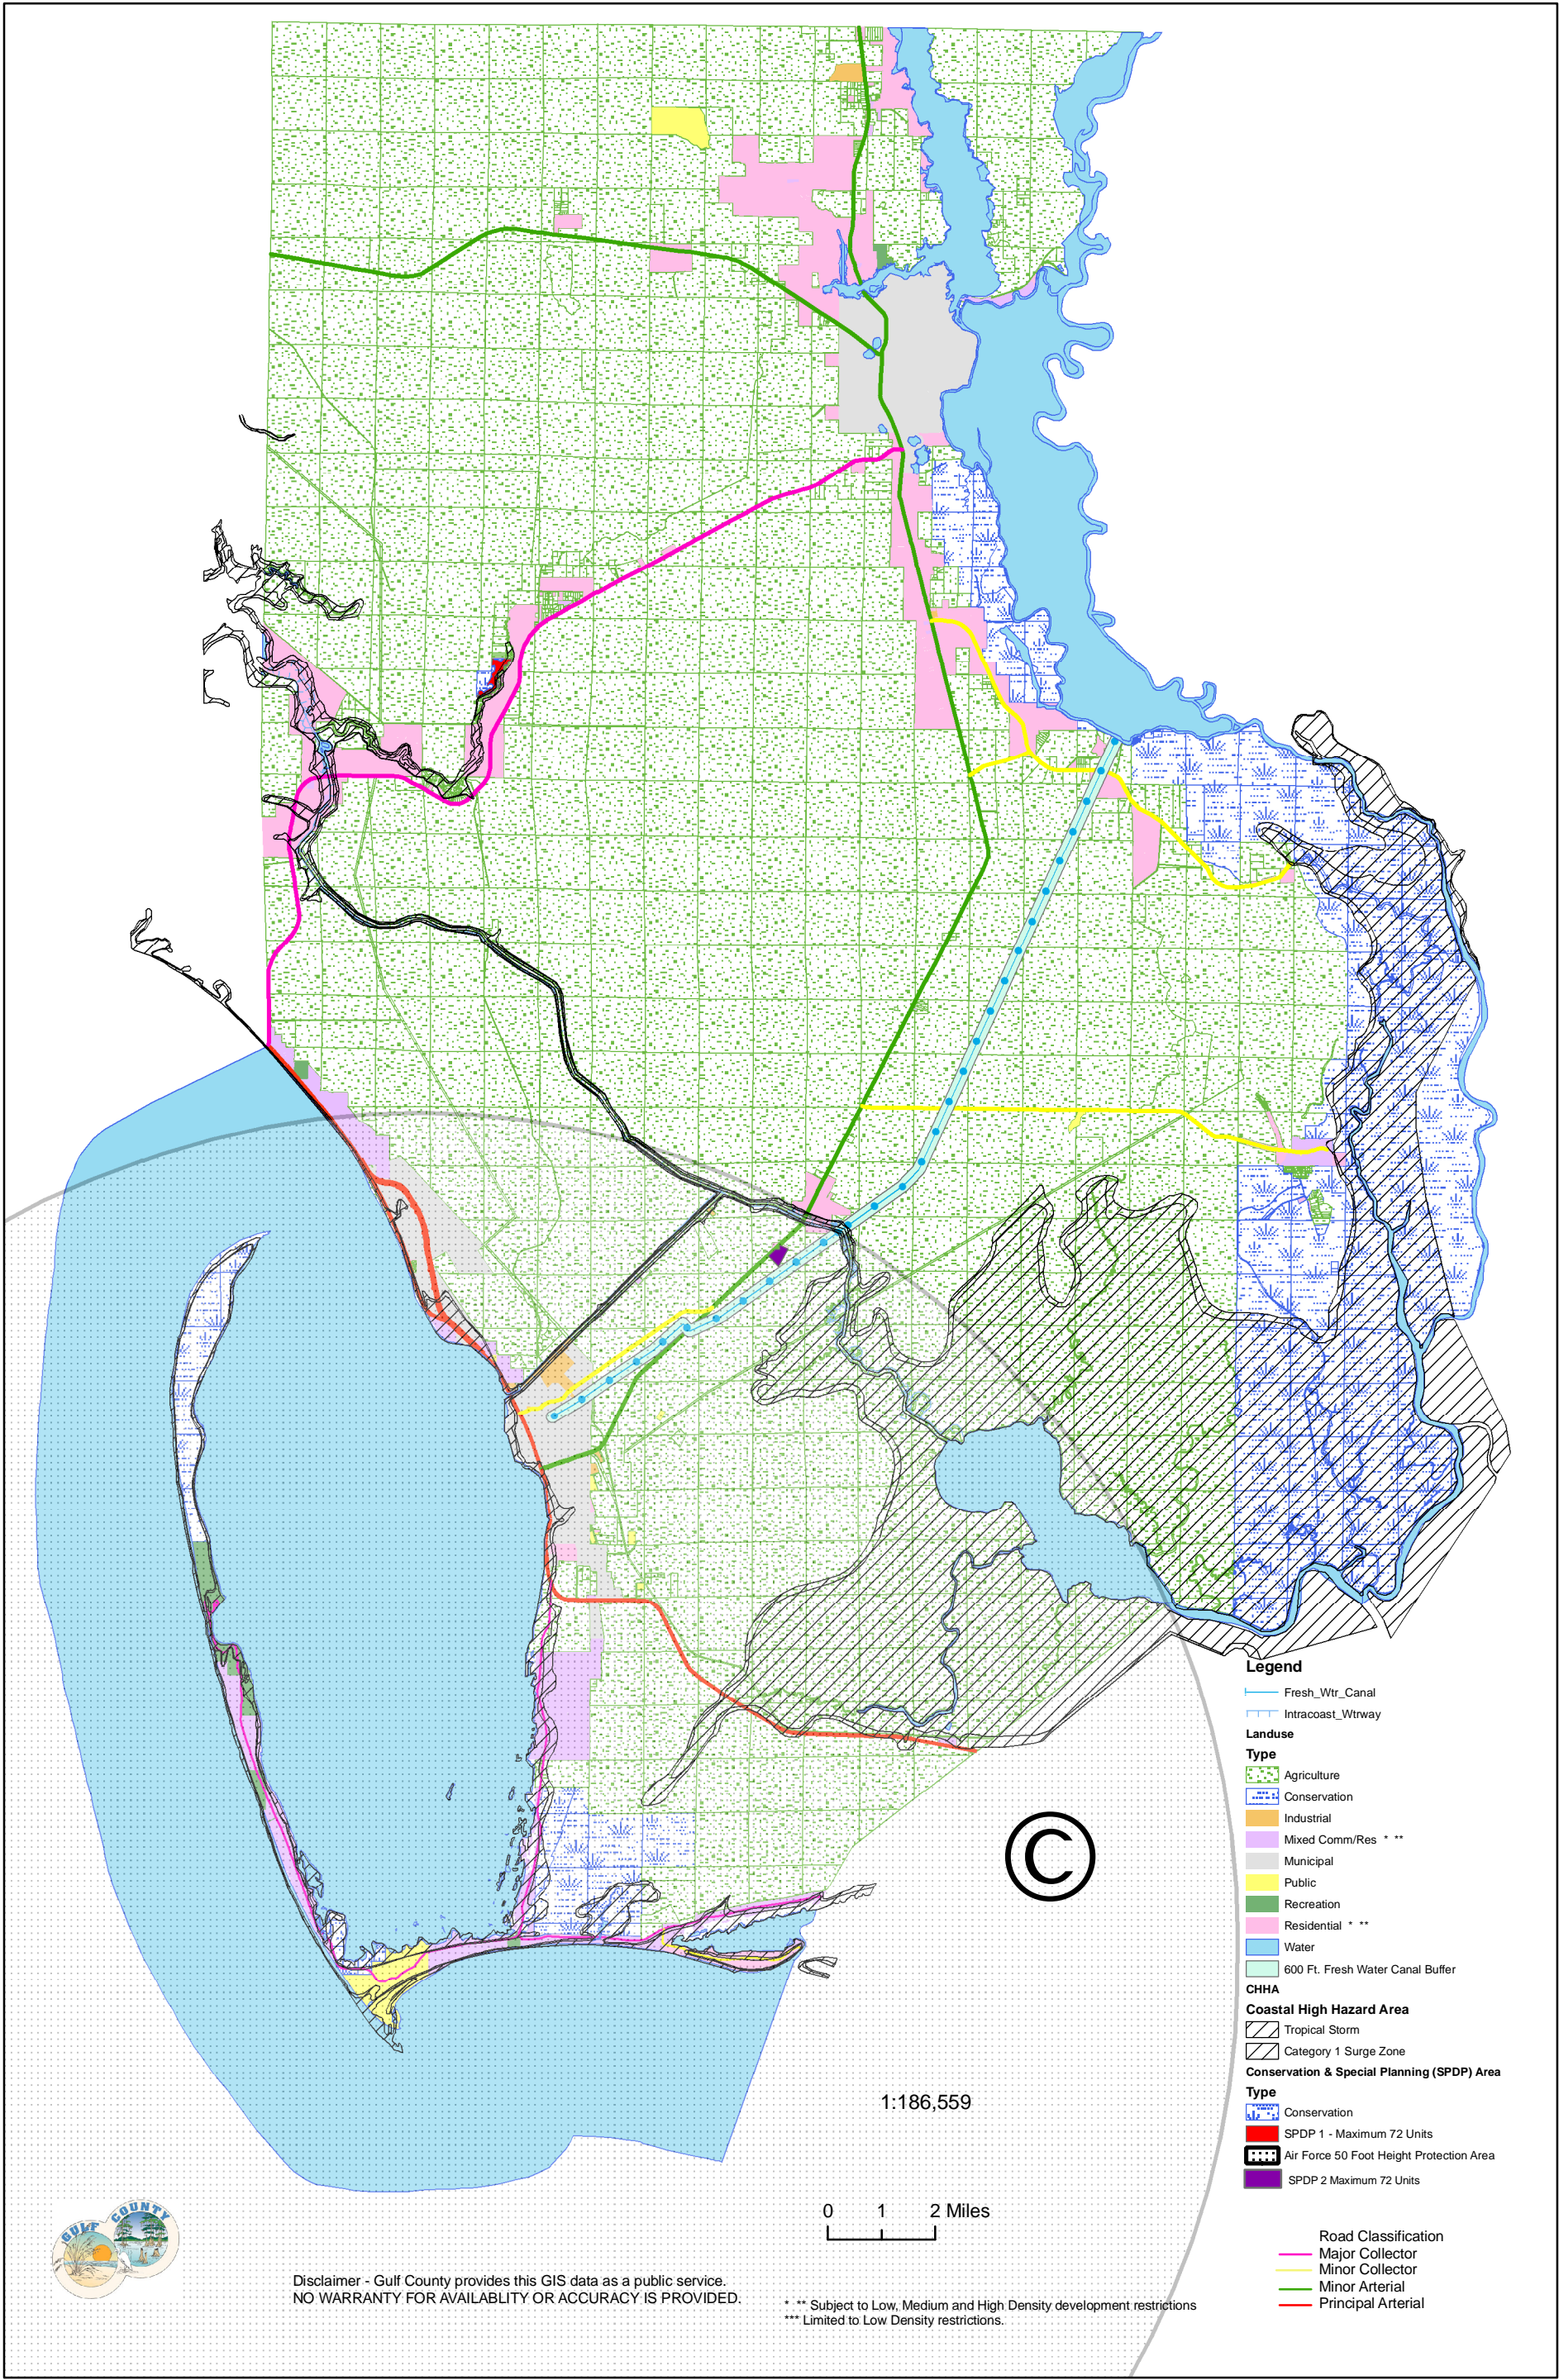 ©
1:186,559
0 1 2 Miles
GULF COUNTY
Disclaimer - Gulf County provides this GIS data as a public service.
NO WARRANTY FOR AVAILABLITY OR ACCURACY IS PROVIDED.
* ** Subject to Low, Medium and High Density development restrictions
*** Limited to Low Density restrictions.
Legend
Fresh_Wtr_Canal
Intracoast_Wtrway
Landuse
Type
Agriculture
Conservation
Industrial
Mixed Comm/Res * **
Municipal
Public
Recreation
Residential * **
Water
600 Ft. Fresh Water Canal Buffer
CHHA
Coastal High Hazard Area
Tropical Storm
Category 1 Surge Zone
Conservation & Special Planning (SPDP) Area
Type
Conservation
SPDP 1 - Maximum 72 Units
Air Force 50 Foot Height Protection Area
SPDP 2 Maximum 72 Units
Road Classification
Major Collector
Minor Collector
Minor Arterial
Principal Arterial